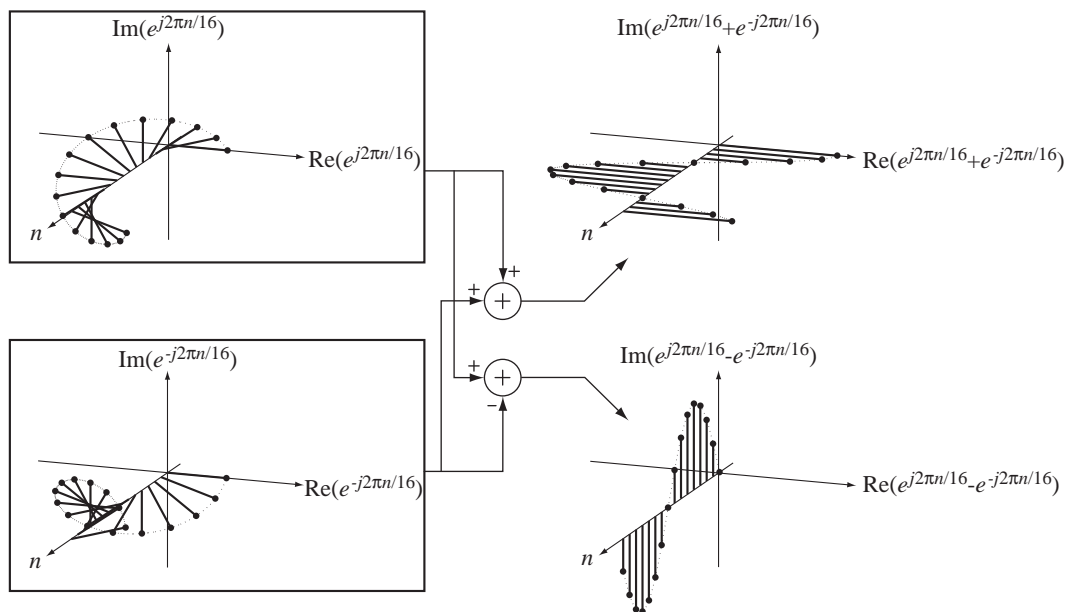 Im(e^{j2πn/16}) Im(e^{j2πn/16}+e^{-j2πn/16})
Re(e^{j2πn/16}) Re(e^{j2πn/16}+e^{-j2πn/16})
n n
+
+ +
Im(e^{-j2πn/16}) + + Im(e^{j2πn/16}-e^{-j2πn/16})
-
Re(e^{-j2πn/16}) Re(e^{j2πn/16}-e^{-j2πn/16})
n n